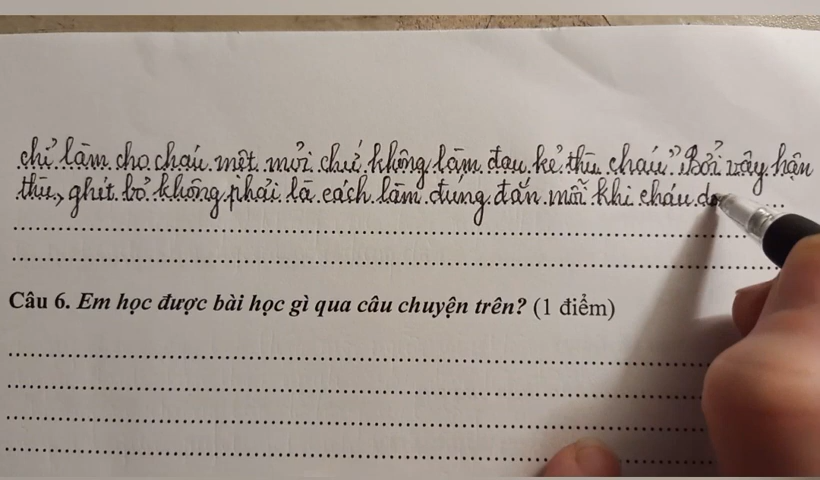 chỉ làm cho cháu mệt mỏi chứ không làm đau kẻ thù cháu" Bởi vậy hận
thù, ghét bỏ không phải là cách làm đúng đắn mỗi khi cháu
Câu 6. Em học được bài học gì qua câu chuyện trên? (1 điểm)